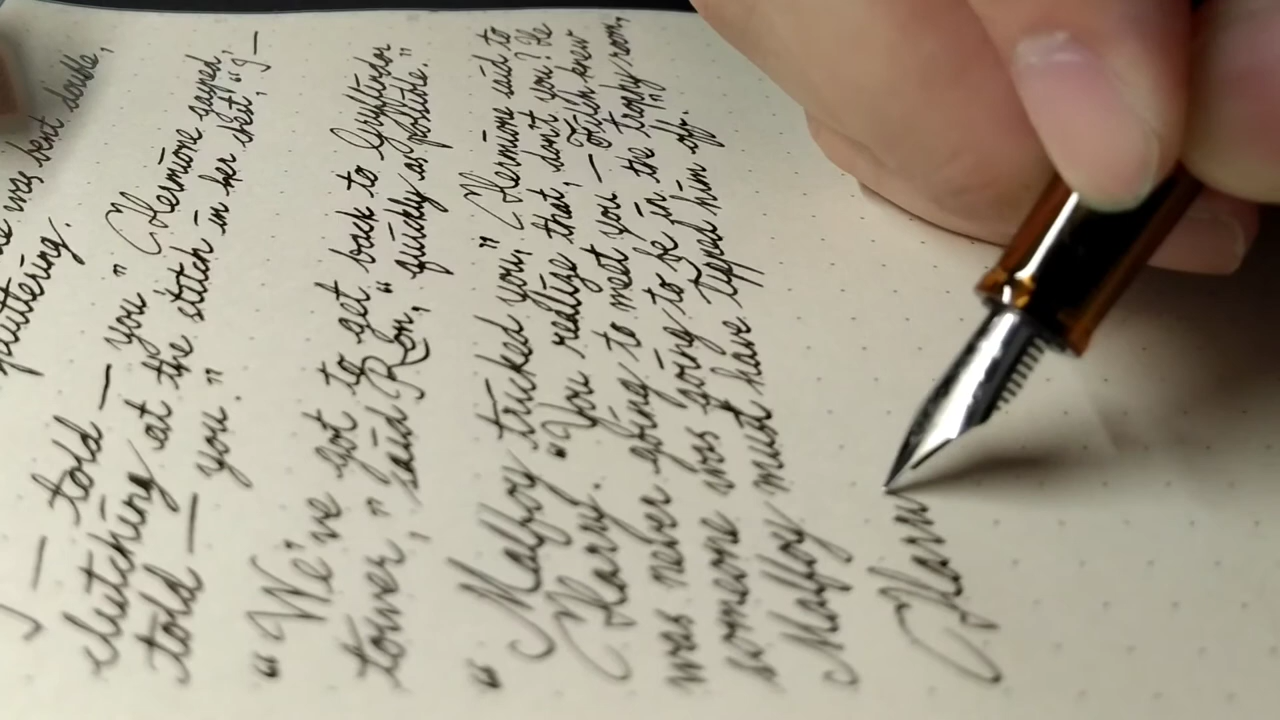 was bent double,
I — told — you" Hermione gasped,
clutching at the stitch in her chest, "I —
told — you."
"We've got to get back to Gryffindor
tower," said Ron, "quickly as possible."
"Malfoy tricked you," Hermione said to
Harry. "You realize that, don't you? He
was never going to meet you — Filch knew
someone was going to be in the trophy room,
Malfoy must have tipped him off.
Harr